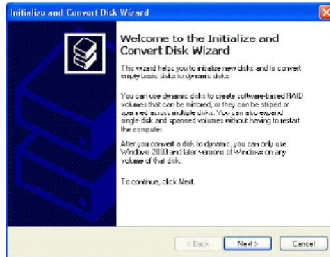 Initialize and Convert Disk Wizard
Welcome to the Initialize and
Convert Disk Wizard
This wizard helps you to initialize new disks and to convert
empty basic disks to dynamic disks.
You can use dynamic disks to create software-based RAID
volumes that can be mirrored, or they can be striped or
spanned across multiple disks. You can also expand
single disk and spanned volumes without having to restart
the computer.
After you convert a disk to dynamic, you can only use
Windows 2000 and later versions of Windows on any
volume of that disk.
To continue, click Next.
< Back
Next >
Cancel